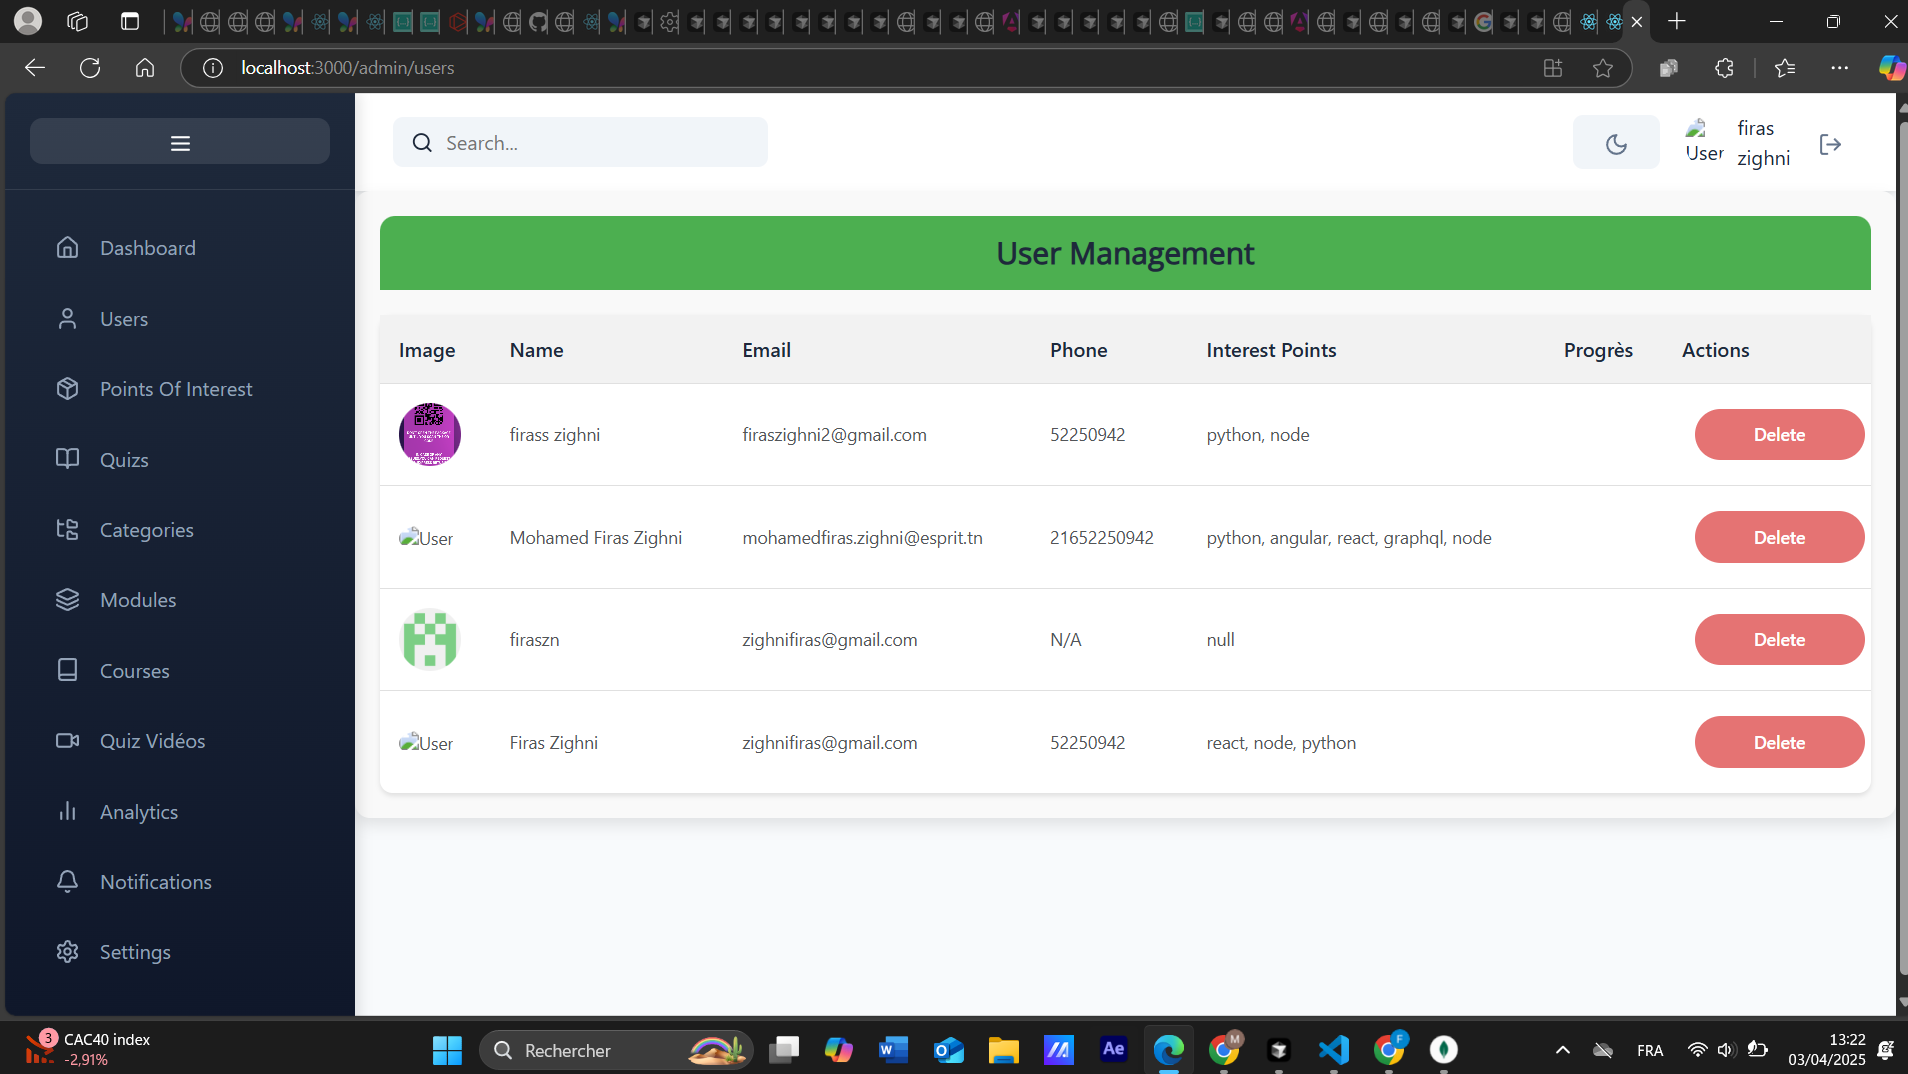 localhost:3000/admin/users
Search...
User
firas
zighni
Dashboard
Users
Points Of Interest
Quizs
Categories
Modules
Courses
Quiz Vidéos
Analytics
Notifications
Settings
User Management
Image Name Email Phone Interest Points Progrès Actions
firass zighni firaszighni2@gmail.com 52250942 python, node Delete
User Mohamed Firas Zighni mohamedfiras.zighni@esprit.tn 21652250942 python, angular, react, graphql, node Delete
firaszn zighnifiras@gmail.com N/A null Delete
User Firas Zighni zighnifiras@gmail.com 52250942 react, node, python Delete
3 CAC40 index
-2,91%
Rechercher
Ae
M
F
FRA
13:22
03/04/2025